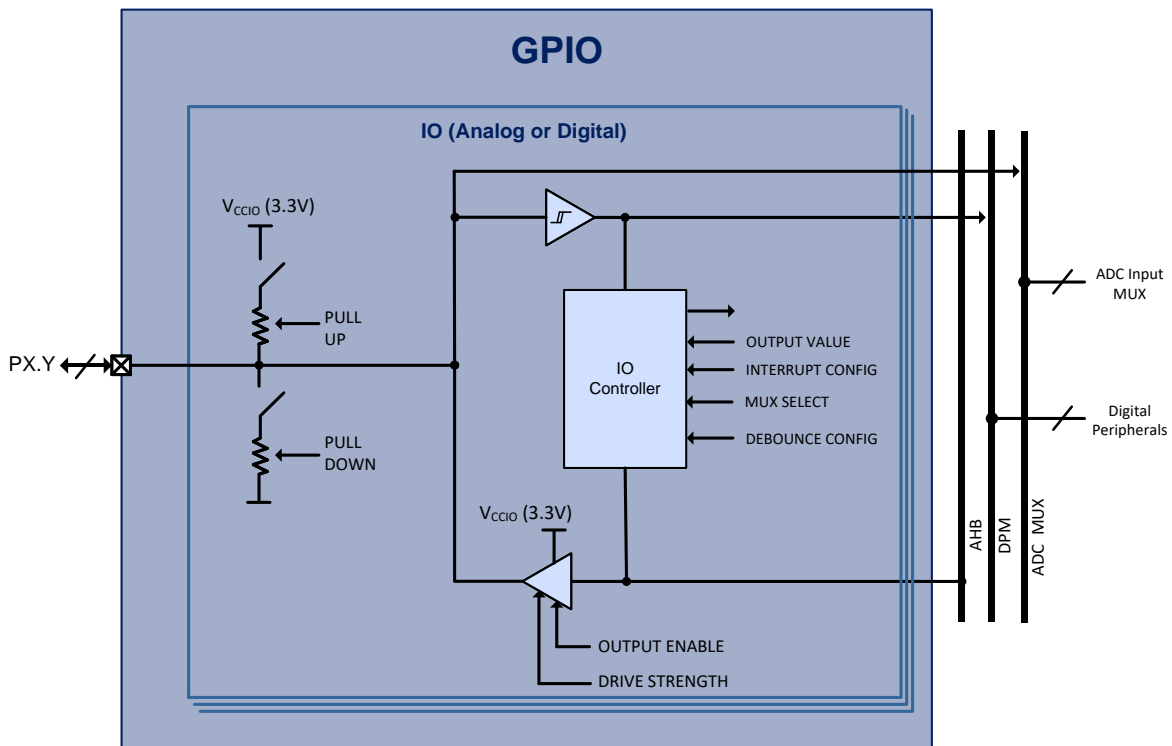 GPIO
IO (Analog or Digital)
VCCIO (3.3V)
PULL
UP
PX.Y
PULL
DOWN
IO
Controller
OUTPUT VALUE
INTERRUPT CONFIG
MUX SELECT
DEBOUNCE CONFIG
VCCIO (3.3V)
OUTPUT ENABLE
DRIVE STRENGTH
AHB
DPM
ADC MUX
ADC Input
MUX
Digital
Peripherals